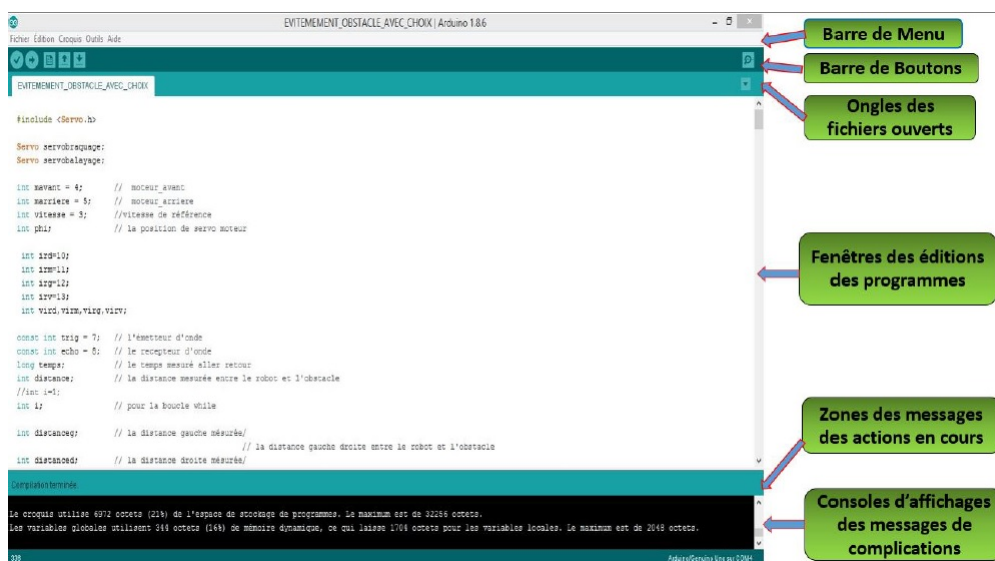 EVITEMEMENT_OBSTACLE_AVEC_CHOIX | Arduino 1.8.6
Fichier Édition Croquis Outils Aide
EVITEMEMENT_OBSTACLE_AVEC_CHOIX
#include <Servo.h>
Servo servobraquage;
Servo servobalayage;
int mavant = 4; // moteur_avant
int marriere = 5; // moteur_arriere
int vitesse = 3; //vitesse de référence
int phi; // la position de servo moteur
int ird=10;
int irm=11;
int irg=12;
int irv=13;
int vird,virm,virg,virv;
const int trig = 7; // l'émetteur d'onde
const int echo = 8; // le recepteur d'onde
long temps; // le temps mesuré aller retour
int distance; // la distance mesurée entre le robot et l'obstacle
//int i=1;
int i; // pour la boucle while
int distanceg; // la distance gauche mésurée/
// la distance gauche droite entre le robot et l'obstacle
int distanced; // la distance droite mésurée/
Compilation terminée.
Le croquis utilise 6972 octets (21%) de l'espace de stockage de programmes. Le maximum est de 32256 octets.
Les variables globales utilisent 344 octets (16%) de mémoire dynamique, ce qui laisse 1704 octets pour les variables locales. Le maximum est de 2048 octets.
338
Arduino/Genuino Uno sur COM4
Barre de Menu
Barre de Boutons
Ongles des
fichiers ouverts
Fenêtres des éditions
des programmes
Zones des messages
des actions en cours
Consoles d'affichages
des messages de
complications